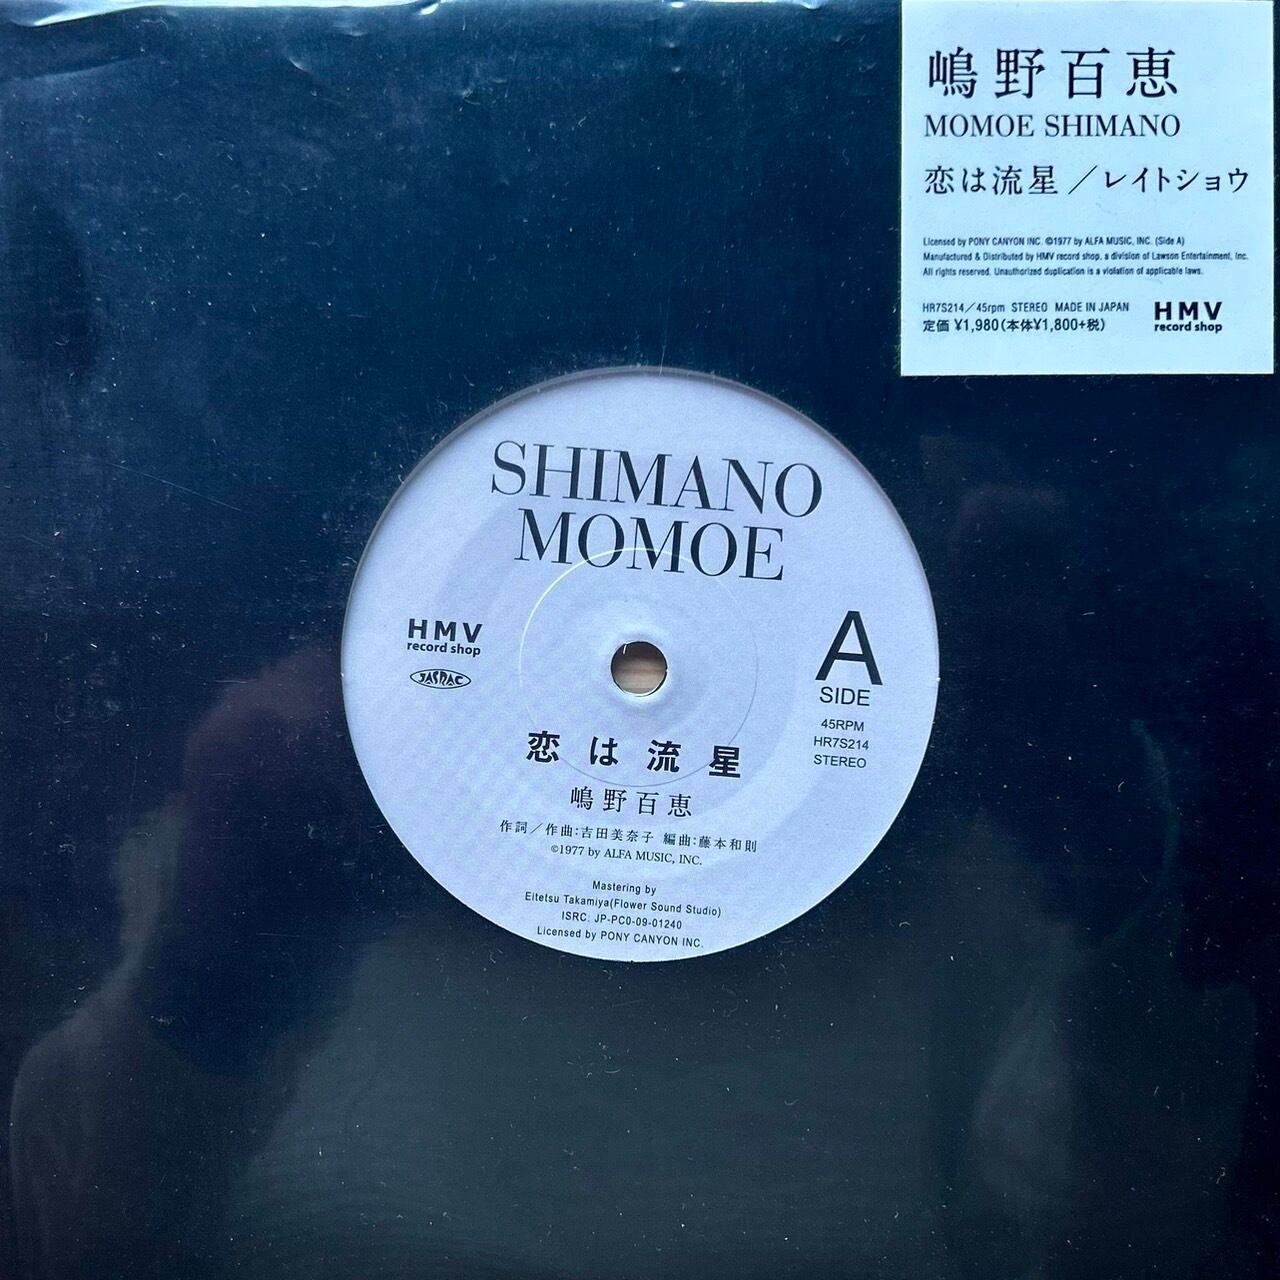 嶋野百恵
MOMOE SHIMANO
恋は流星／レイトショウ
Licensed by PONY CANYON INC. ©1977 by ALFA MUSIC, INC. (Side A)
Manufactured & Distributed by HMV record shop, a division of Lawson Entertainment, Inc.
All rights reserved. Unauthorized duplication is a violation of applicable laws.
HR7S214／45rpm STEREO MADE IN JAPAN
定価 ¥1,980（本体¥1,800+税）
HMV
record shop
SHIMANO
MOMOE
HMV
record shop
JASRAC
A
SIDE
45RPM
HR7S214
STEREO
恋は流星
嶋野百恵
作詞／作曲：吉田美奈子 編曲：藤本和則
©1977 by ALFA MUSIC, INC.
Mastering by
Eitetsu Takamiya(Flower Sound Studio)
ISRC: JP-PC0-09-01240
Licensed by PONY CANYON INC.